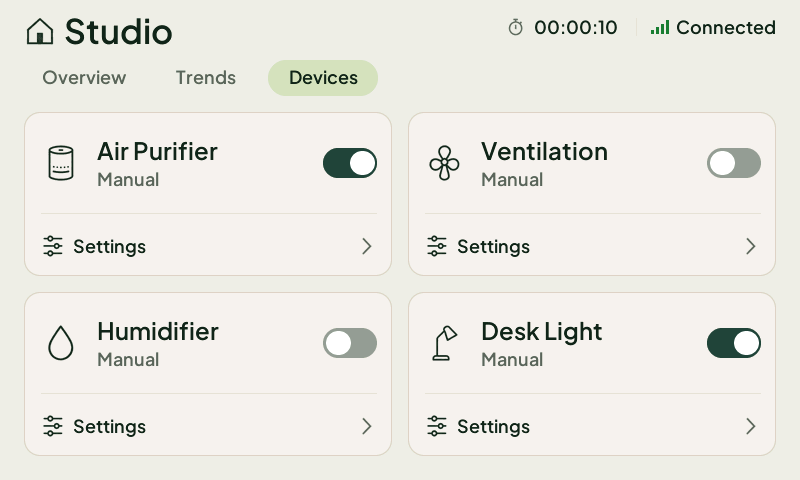 Studio
00:00:10
Connected
Overview
Trends
Devices
Air Purifier
Manual
Settings
Ventilation
Manual
Settings
Humidifier
Manual
Settings
Desk Light
Manual
Settings